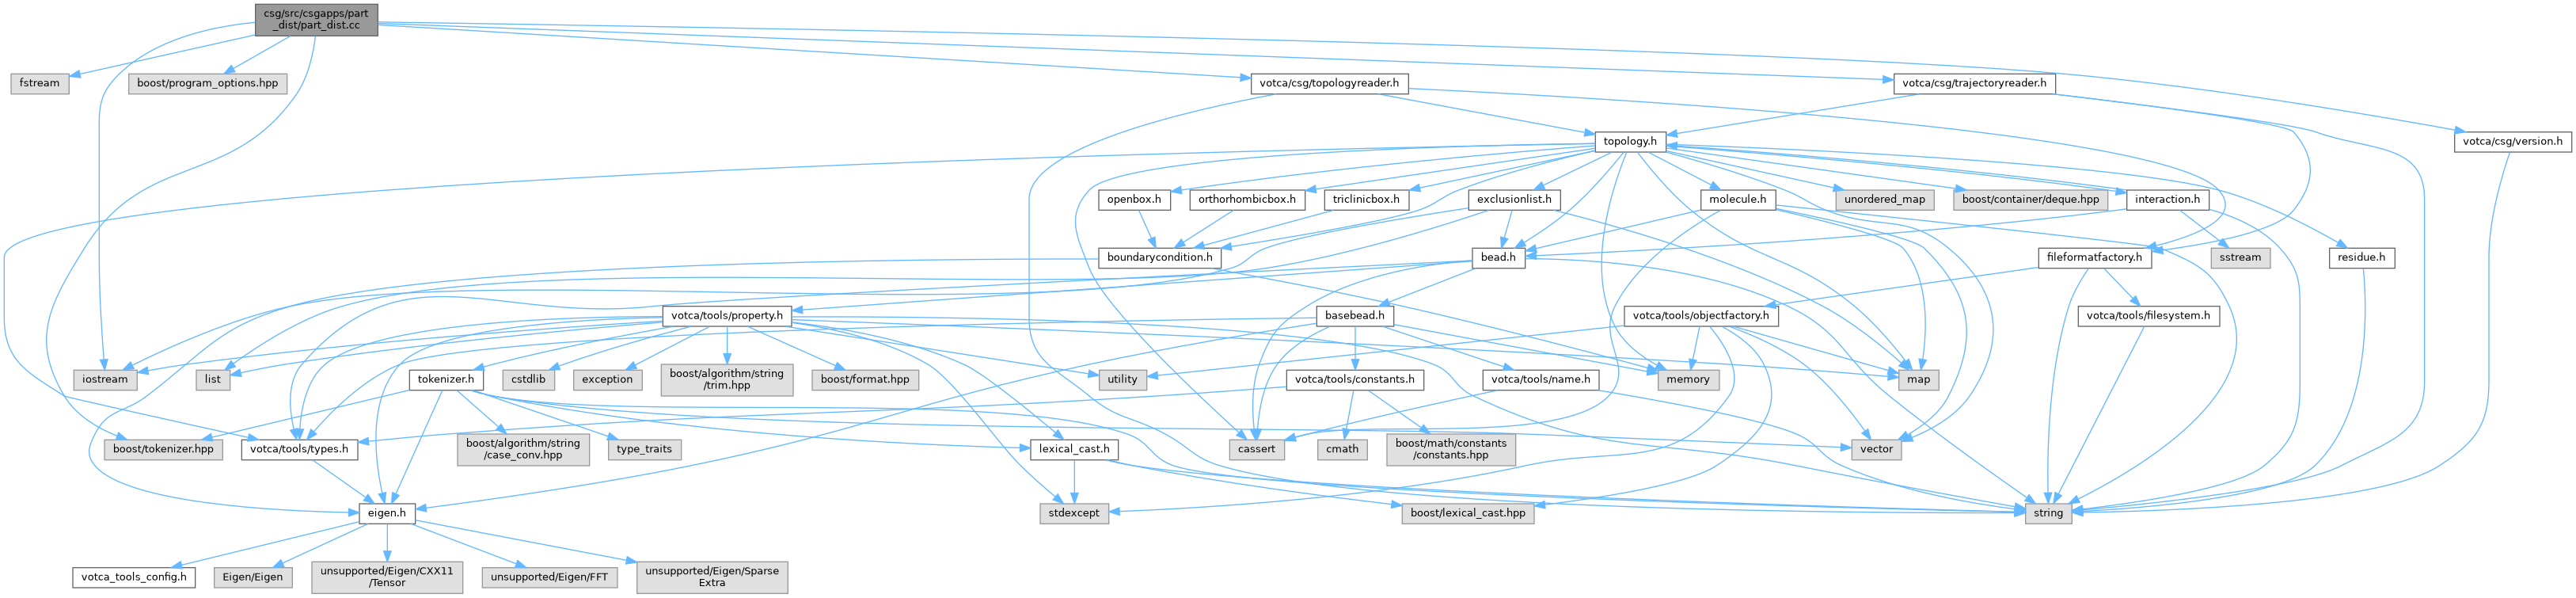 csg/src/csgapps/part
_dist/part_dist.cc
fstream
boost/program_options.hpp
votca/csg/topologyreader.h
votca/csg/trajectoryreader.h
topology.h
votca/csg/version.h
openbox.h
orthorhombicbox.h
triclinicbox.h
exclusionlist.h
molecule.h
unordered_map
boost/container/deque.hpp
interaction.h
boundarycondition.h
bead.h
fileformatfactory.h
sstream
residue.h
votca/tools/property.h
basebead.h
votca/tools/objectfactory.h
votca/tools/filesystem.h
iostream
list
tokenizer.h
cstdlib
exception
boost/algorithm/string
/trim.hpp
boost/format.hpp
utility
votca/tools/constants.h
votca/tools/name.h
memory
map
boost/tokenizer.hpp
votca/tools/types.h
boost/algorithm/string
/case_conv.hpp
type_traits
lexical_cast.h
cassert
cmath
boost/math/constants
/constants.hpp
vector
eigen.h
stdexcept
boost/lexical_cast.hpp
string
votca_tools_config.h
Eigen/Eigen
unsupported/Eigen/CXX11
/Tensor
unsupported/Eigen/FFT
unsupported/Eigen/Sparse
Extra